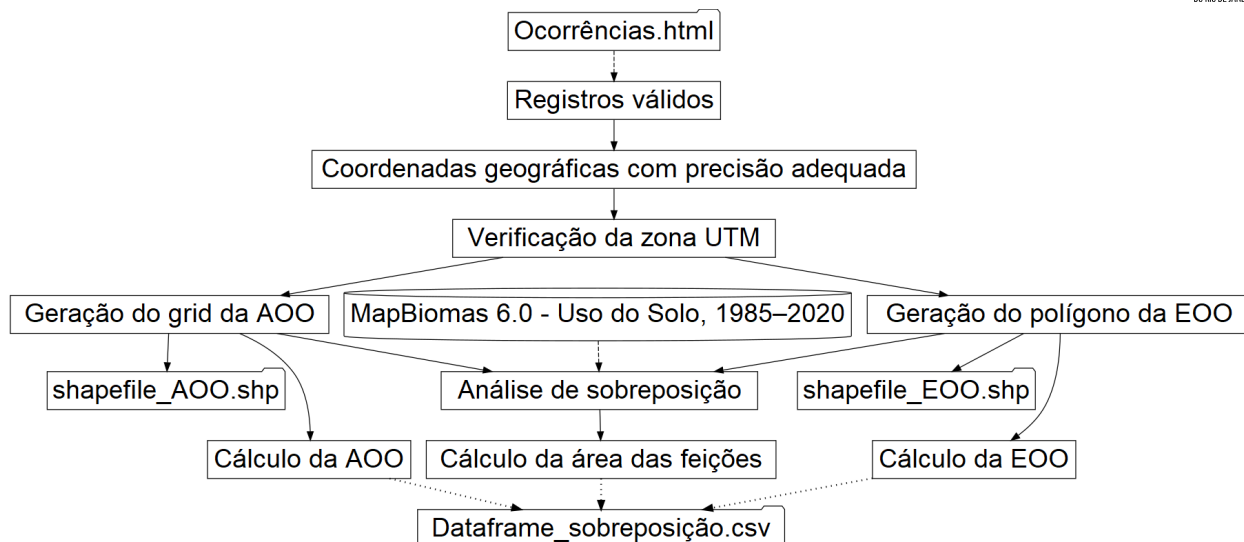 Ocorrências.html
Registros válidos
Coordenadas geográficas com precisão adequada
Verificação da zona UTM
Geração do grid da AOO
MapBiomas 6.0 - Uso do Solo, 1985–2020
Geração do polígono da EOO
shapefile_AOO.shp
Análise de sobreposição
shapefile_EOO.shp
Cálculo da AOO
Cálculo da área das feições
Cálculo da EOO
Dataframe_sobreposição.csv